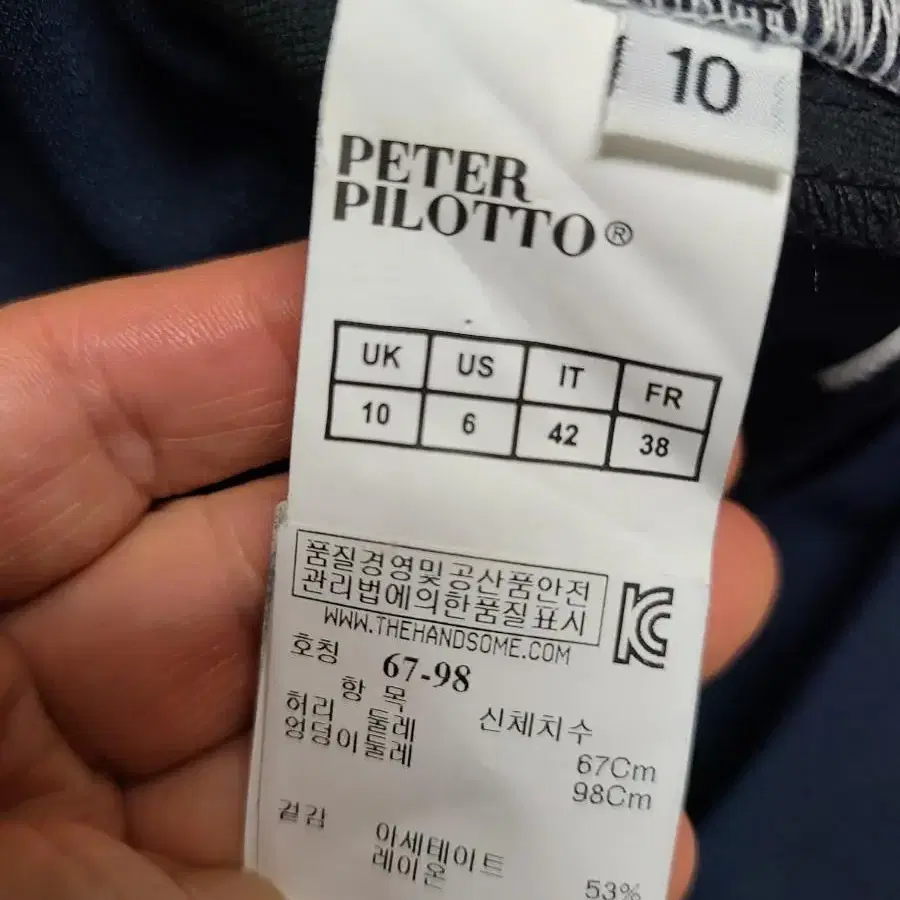 10
PETER
PILOTTO®
UK US IT FR
10 6 42 38
품질경영및공산품안전
관리법에의한품질표시
WWW.THEHANDSOME.COM
호칭 67-98
항 목 신체치수
허리 둘레 67Cm
엉덩이둘레 98Cm
겉감 아세테이트 53%
레이온